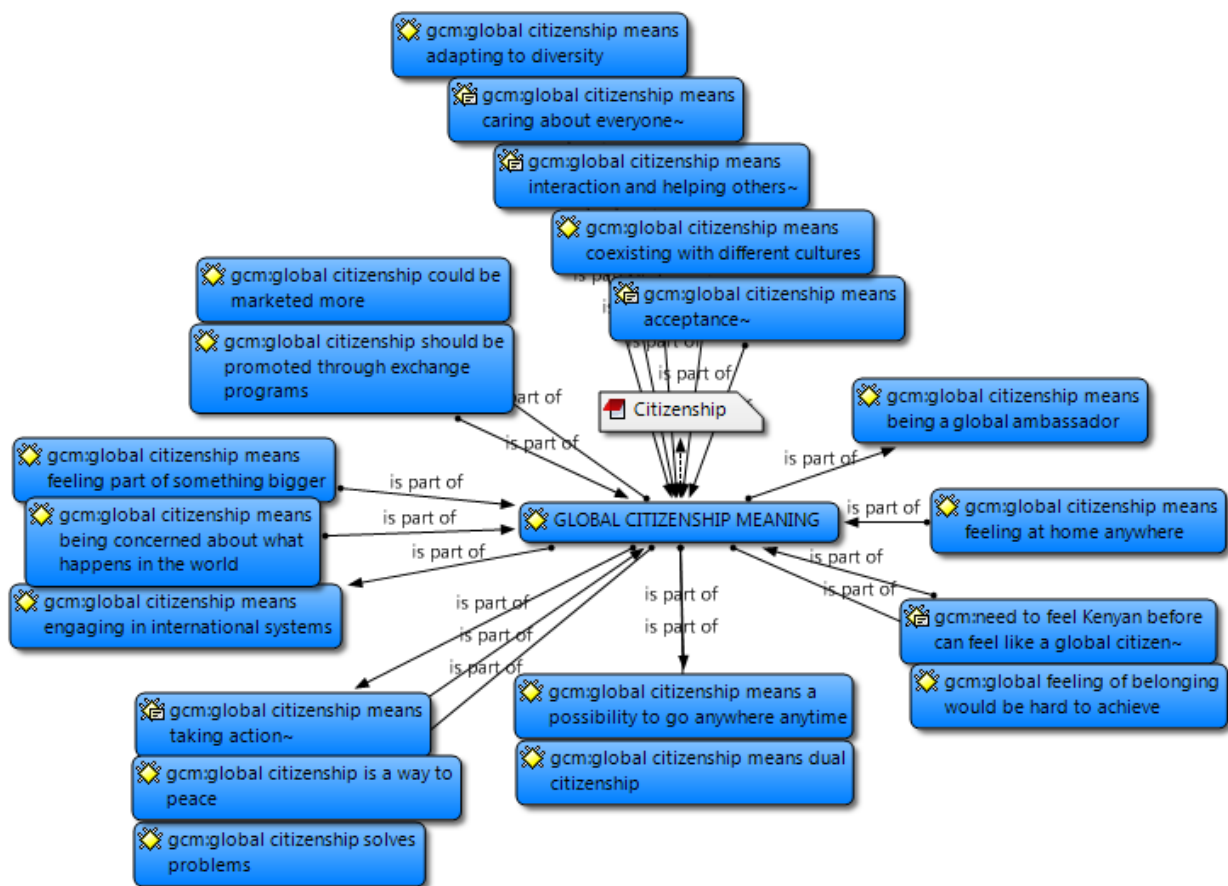 gcm:global citizenship means
adapting to diversity
gcm:global citizenship means
caring about everyone~
gcm:global citizenship means
interaction and helping others~
gcm:global citizenship means
coexisting with different cultures
is part of
gcm:global citizenship means
acceptance~
is part of
is part of
gcm:global citizenship could be
marketed more
gcm:global citizenship should be
promoted through exchange
programs
part of
is part of
Citizenship
gcm:global citizenship means
being a global ambassador
is part of
gcm:global citizenship means
feeling part of something bigger
is part of
gcm:global citizenship means
being concerned about what
happens in the world
is part of
gcm:global citizenship means
engaging in international systems
is part of
GLOBAL CITIZENSHIP MEANING
is part of
gcm:global citizenship means
feeling at home anywhere
is part of
is part of
gcm:need to feel Kenyan before
can feel like a global citizen~
gcm:global feeling of belonging
would be hard to achieve
is part of
is part of
is part of
is part of
is part of
gcm:global citizenship means
taking action~
gcm:global citizenship is a way to
peace
gcm:global citizenship solves
problems
gcm:global citizenship means a
possibility to go anywhere anytime
gcm:global citizenship means dual
citizenship